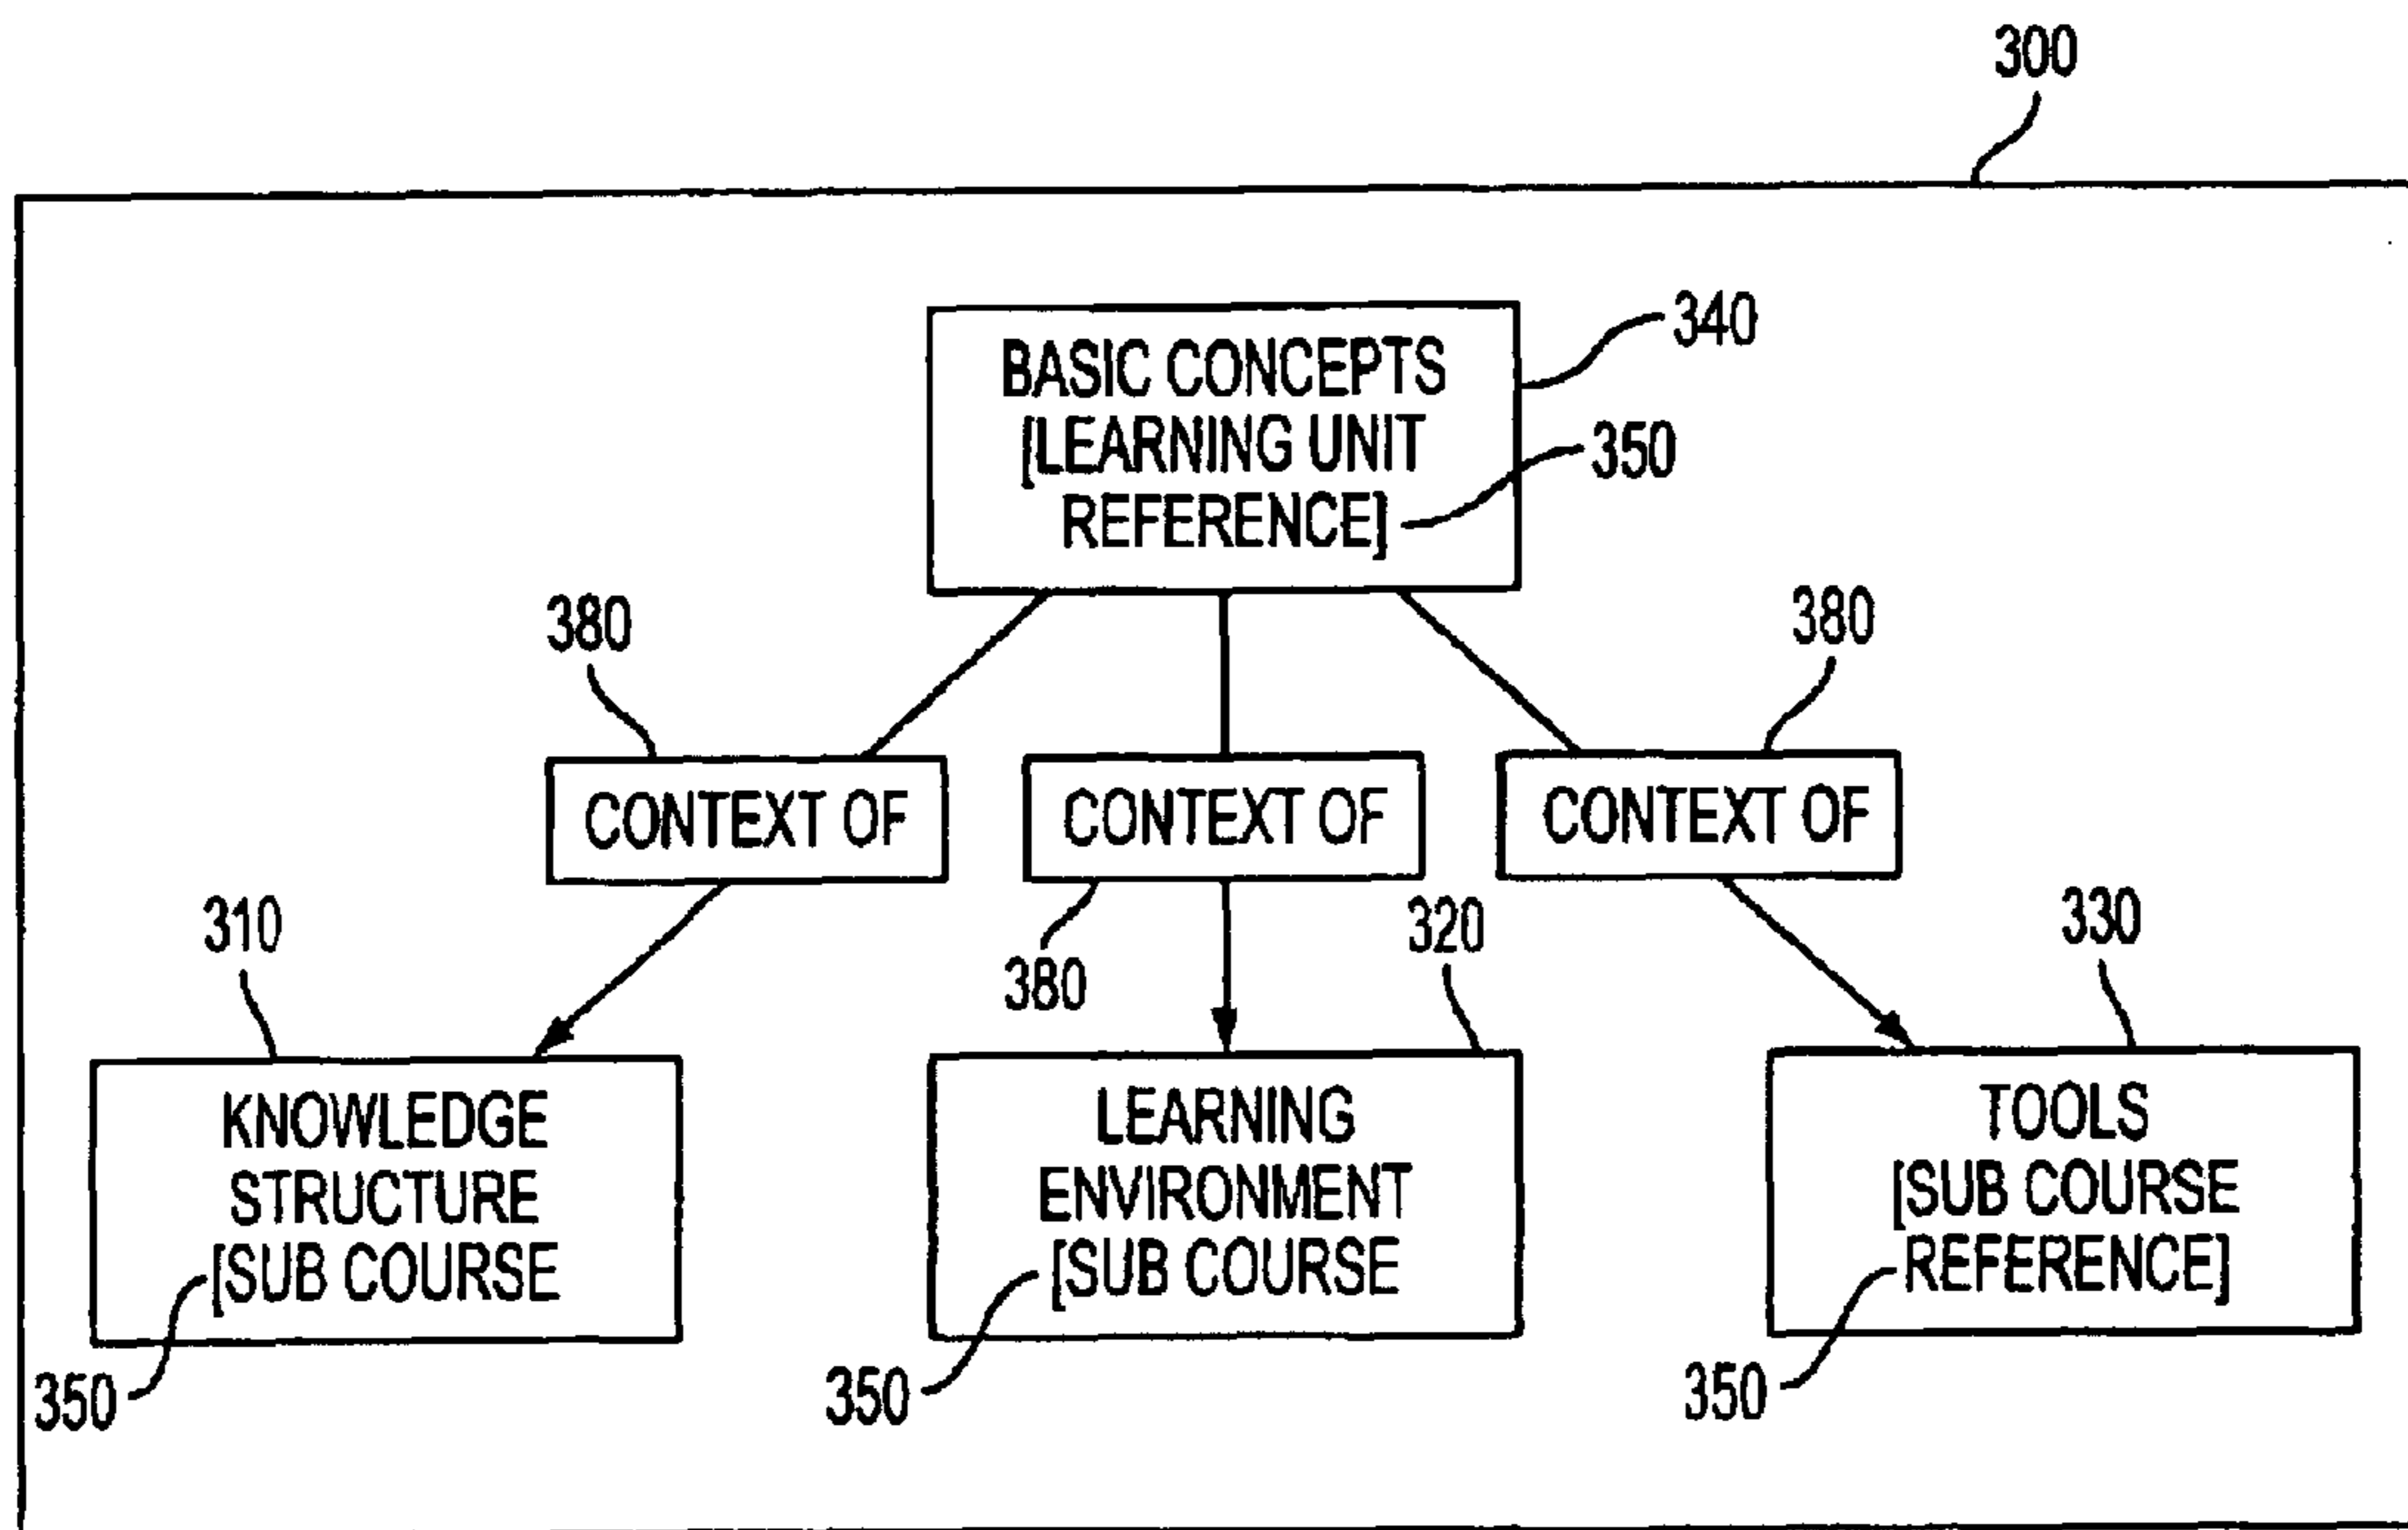 300
BASIC CONCEPTS
340
[LEARNING UNIT
350
REFERENCE]
380
380
CONTEXT OF
CONTEXT OF
CONTEXT OF
310
380
320
330
KNOWLEDGE
STRUCTURE
[SUB COURSE
350
LEARNING
ENVIRONMENT
[SUB COURSE
350
TOOLS
[SUB COURSE
REFERENCE]
350